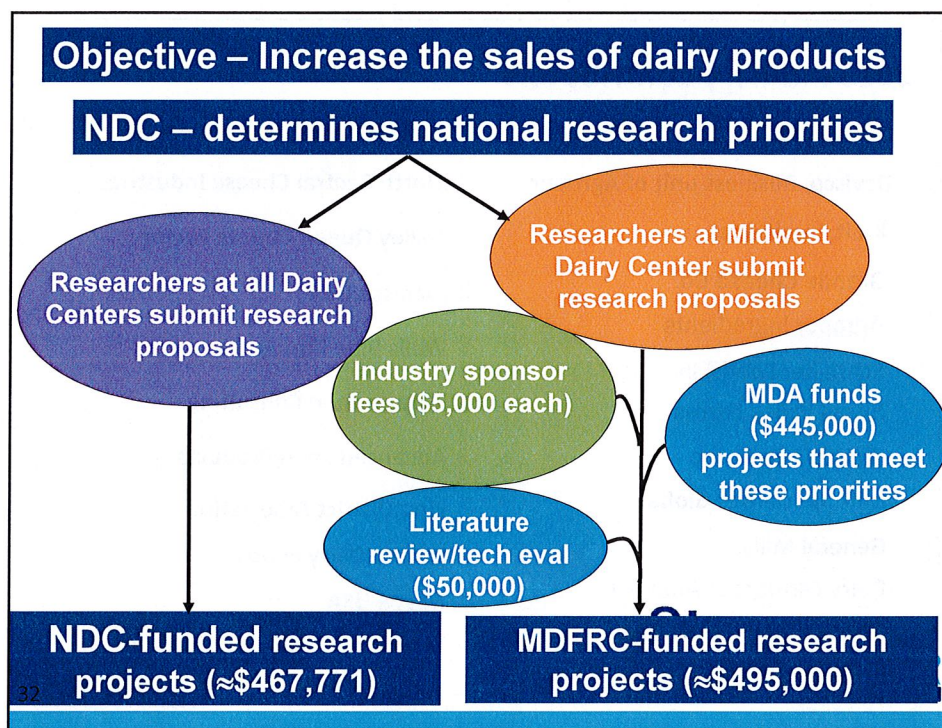 Objective – Increase the sales of dairy products
NDC – determines national research priorities
Researchers at all Dairy
Centers submit research
proposals
Researchers at Midwest
Dairy Center submit
research proposals
Industry sponsor
fees ($5,000 each)
MDA funds
($445,000)
projects that meet
these priorities
Literature
review/tech eval
($50,000)
NDC-funded research
projects (≈$467,771)
MDFRC-funded research
projects (≈$495,000)
32